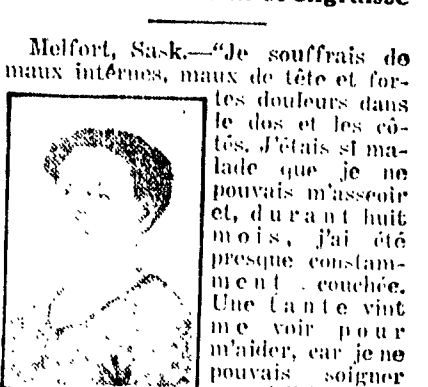 engraisse
Melfort, Sask.—"Je souffrais de
maux internes, maux de tête et for-
tes douleurs dans
le dos et les cô-
tés. J'étais si ma-
lade que je ne
pouvais m'asseoir
et, durant huit
mois, j'ai été
presque constam-
ment couchée.
Une tante vint
me voir pour
m'aider, car je ne
pouvais soigner